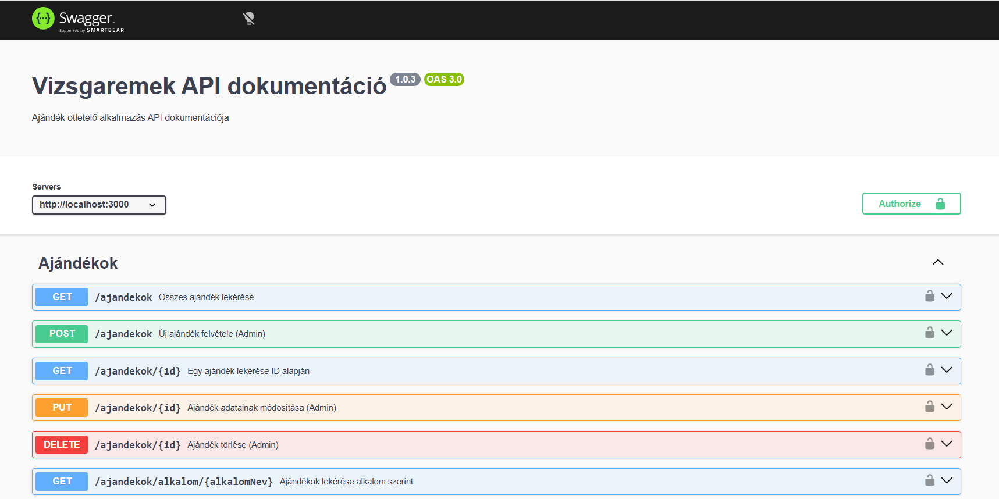 Swagger
Supported by SMARTBEAR
Vizsgaremek API dokumentáció 1.0.3 OAS 3.0
Ajándék ötletelő alkalmazás API dokumentációja
Servers
http://localhost:3000
Authorize
Ajándékok
GET /ajandekok Összes ajándék lekérése
POST /ajandekok Új ajándék felvétele (Admin)
GET /ajandekok/{id} Egy ajándék lekérése ID alapján
PUT /ajandekok/{id} Ajándék adatainak módosítása (Admin)
DELETE /ajandekok/{id} Ajándék törlése (Admin)
GET /ajandekok/alkalom/{alkalomNev} Ajándékok lekérése alkalom szerint